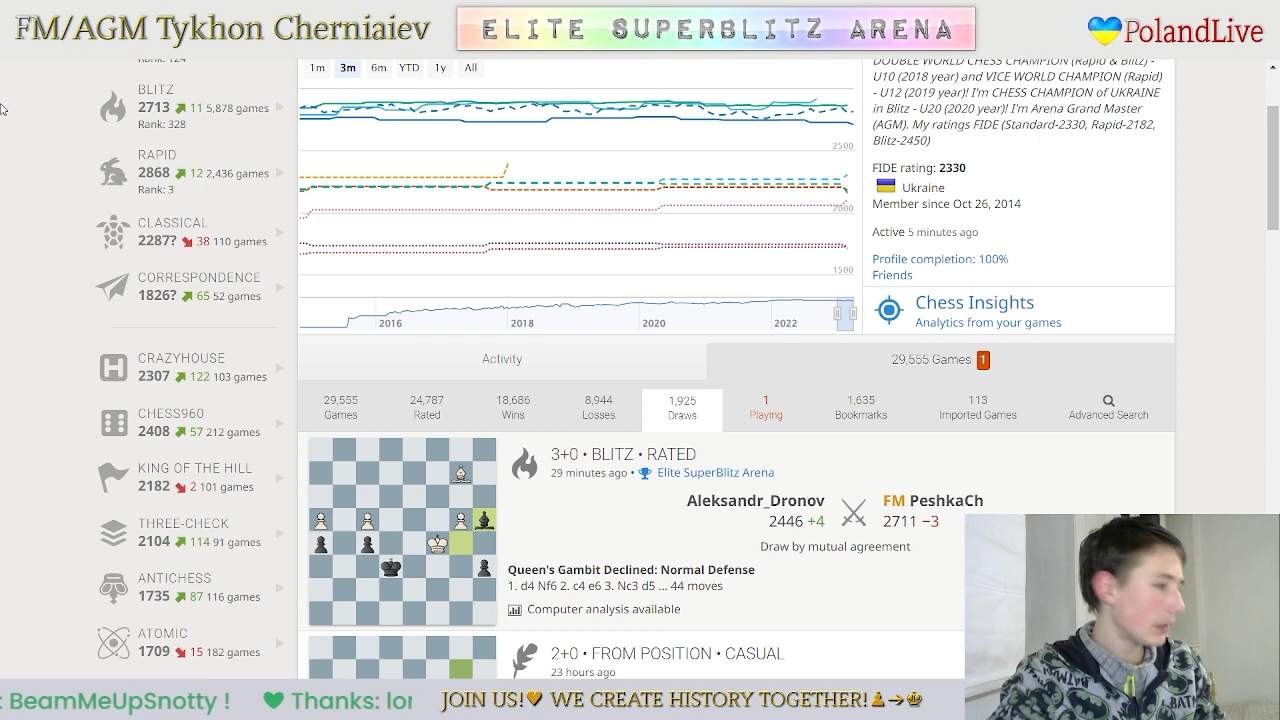 FM/AGM Tykhon Cherniaiev
ELITE SUPERBLITZ ARENA
PolandLive
Rank: 124
BLITZ
2713 11 5,878 games
Rank: 328
RAPID
2868 12 2,436 games
Rank: 3
CLASSICAL
2287? 38 110 games
CORRESPONDENCE
1826? 65 52 games
CRAZYHOUSE
2307 122 103 games
CHESS960
2408 57 212 games
KING OF THE HILL
2182 2 101 games
THREE-CHECK
2104 114 91 games
ANTICHESS
1735 87 116 games
ATOMIC
1709 15 182 games
1m 3m 6m YTD 1y All
2500
2000
1500
2016 2018 2020 2022
DOUBLE WORLD CHESS CHAMPION (Rapid & Blitz) -
U10 (2018 year) and VICE WORLD CHAMPION (Rapid)
- U12 (2019 year)! I'm CHESS CHAMPION of UKRAINE
in Blitz - U20 (2020 year)! I'm Arena Grand Master
(AGM). My ratings FIDE (Standard-2330, Rapid-2182,
Blitz-2450)
FIDE rating: 2330
Ukraine
Member since Oct 26, 2014
Active 5 minutes ago
Profile completion: 100%
Friends
Chess Insights
Analytics from your games
Activity
29,555 Games 1
29,555 Games
24,787 Rated
18,686 Wins
8,944 Losses
1,925 Draws
1 Playing
1,635 Bookmarks
113 Imported Games
Advanced Search
3+0 • BLITZ • RATED
29 minutes ago • Elite SuperBlitz Arena
Aleksandr_Dronov FM PeshkaCh
2446 +4 2711 −3
Draw by mutual agreement
Queen's Gambit Declined: Normal Defense
1. d4 Nf6 2. c4 e6 3. Nc3 d5 ... 44 moves
Computer analysis available
2+0 • FROM POSITION • CASUAL
23 hours ago
: BeamMeUpSnotty ! Thanks: lor
JOIN US!♥ WE CREATE HISTORY TOGETHER!♟→♚